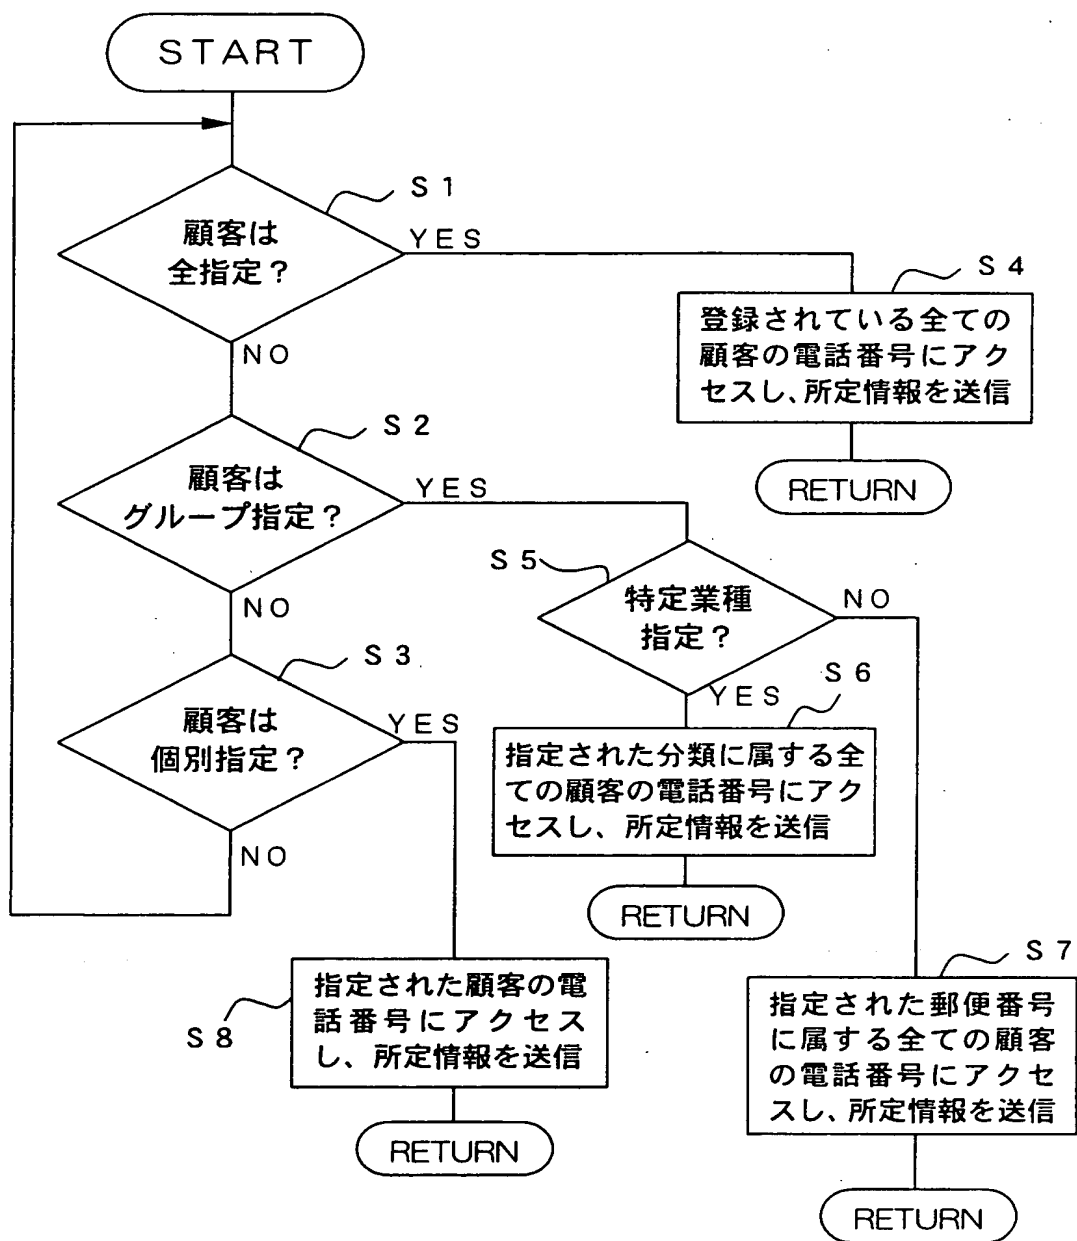 START
S1
顧客は
全指定？
YES
NO
S4
登録されている全ての
顧客の電話番号にアク
セスし、所定情報を送信
RETURN
S2
顧客は
グループ指定？
YES
NO
S5
特定業種
指定？
NO
YES
S3
顧客は
個別指定？
YES
NO
S6
指定された分類に属する全
ての顧客の電話番号にアク
セスし、所定情報を送信
RETURN
S7
指定された郵便番号
に属する全ての顧客
の電話番号にアクセ
スし、所定情報を送信
RETURN
S8
指定された顧客の電
話番号にアクセス
し、所定情報を送信
RETURN